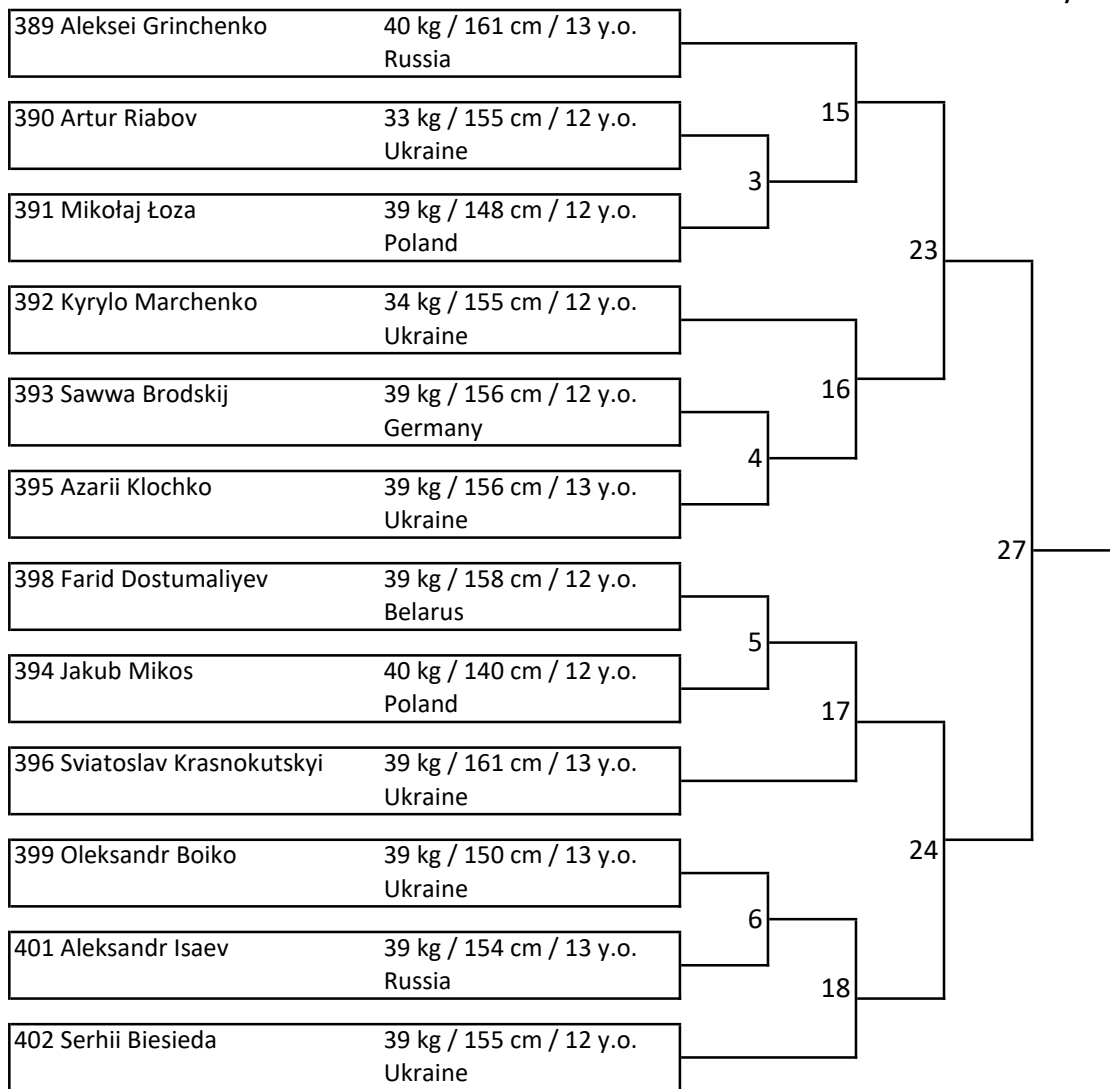 389 Aleksei Grinchenko 40 kg / 161 cm / 13 y.o.
Russia
390 Artur Riabov 33 kg / 155 cm / 12 y.o.
15
Ukraine
3
391 Mikołaj Łoza 39 kg / 148 cm / 12 y.o.
Poland
23
392 Kyrylo Marchenko 34 kg / 155 cm / 12 y.o.
Ukraine
393 Sawwa Brodskij 39 kg / 156 cm / 12 y.o.
16
Germany
4
395 Azarii Klochko 39 kg / 156 cm / 13 y.o.
Ukraine
27
398 Farid Dostumaliyev 39 kg / 158 cm / 12 y.o.
Belarus
5
394 Jakub Mikos 40 kg / 140 cm / 12 y.o.
Poland
17
396 Sviatoslav Krasnokutskyi 39 kg / 161 cm / 13 y.o.
Ukraine
399 Oleksandr Boiko 39 kg / 150 cm / 13 y.o.
24
Ukraine
6
401 Aleksandr Isaev 39 kg / 154 cm / 13 y.o.
Russia
18
402 Serhii Biesieda 39 kg / 155 cm / 12 y.o.
Ukraine